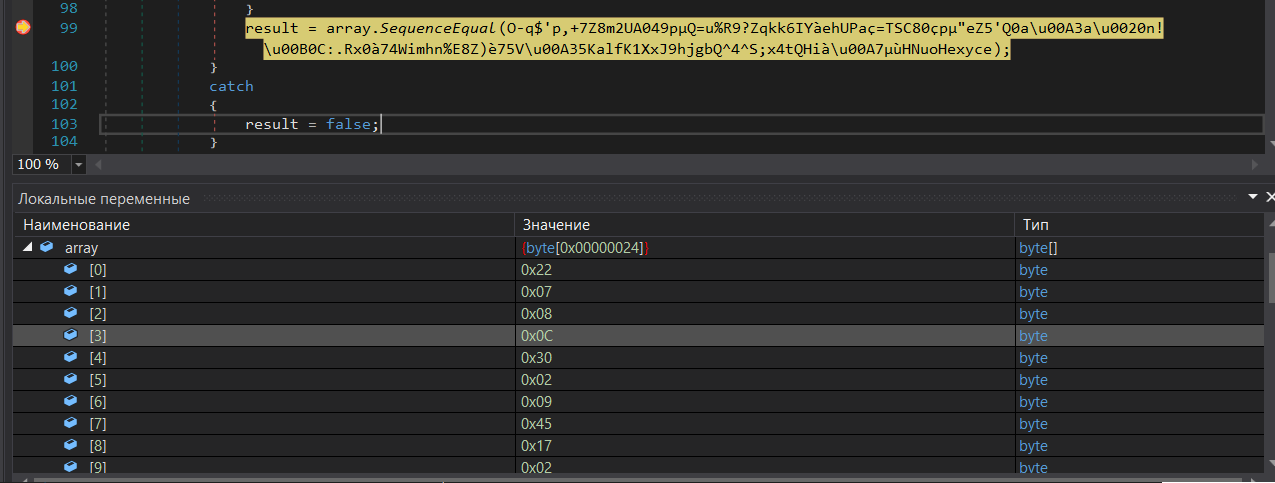 98 }
99 result = array.SequenceEqual(O-q$'p,+7Z8m2UA049pµQ=u%R9?Zqkk6IYàehUPaç=TSC80çpµ"eZ5'Q0a\u00A3a\u0020n!
\u00B0C:.Rx0à74Wimhn%E8Z)è75V\u00A35KalfK1XxJ9hjgbQ^4^S;x4tQHià\u00A7µùHNuoHexyce);
100 }
101 catch
102 {
103 result = false;
104 }
100 %
Локальные переменные
Наименование Значение Тип
array {byte[0x00000024]} byte[]
[0] 0x22 byte
[1] 0x07 byte
[2] 0x08 byte
[3] 0x0C byte
[4] 0x30 byte
[5] 0x02 byte
[6] 0x09 byte
[7] 0x45 byte
[8] 0x17 byte
[9] 0x02 byte